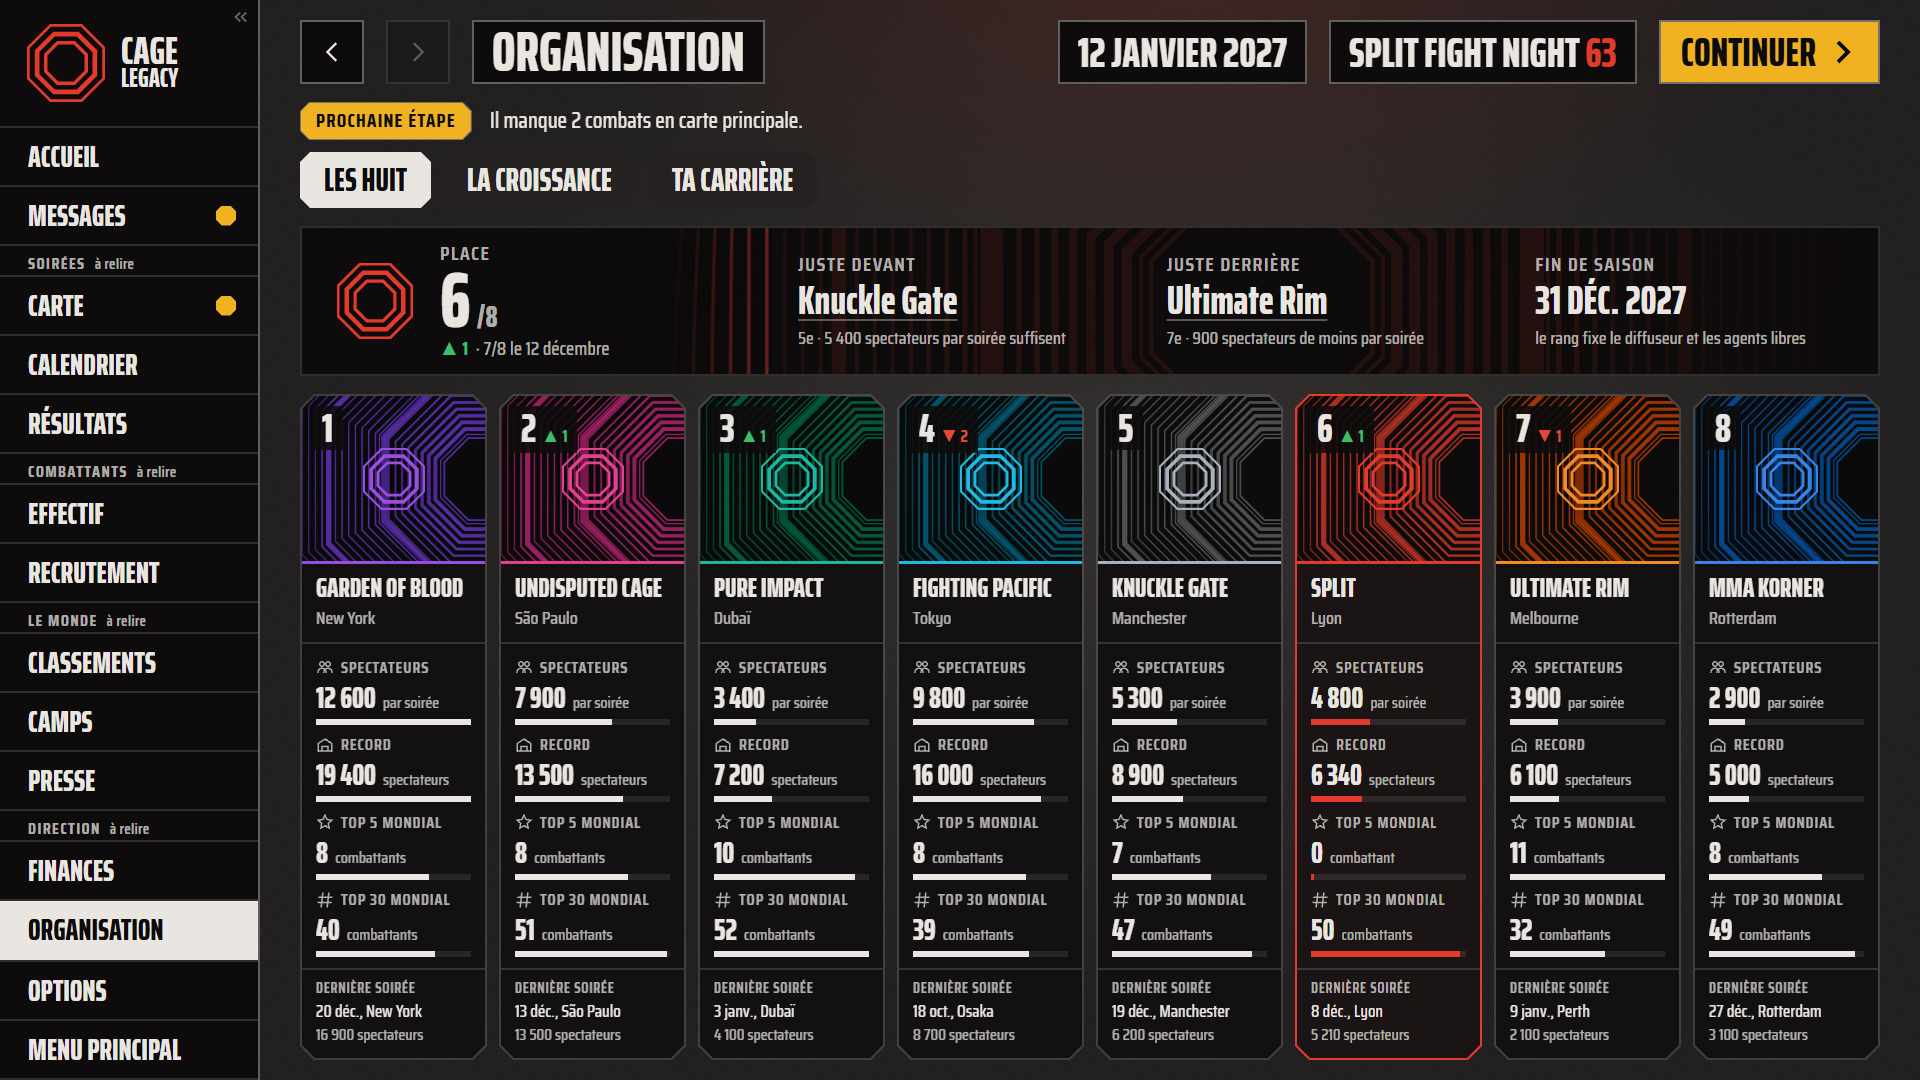 CAGE
LEGACY
ACCUEIL
MESSAGES
SOIRÉES à relire
CARTE
CALENDRIER
RÉSULTATS
COMBATTANTS à relire
EFFECTIF
RECRUTEMENT
LE MONDE à relire
CLASSEMENTS
CAMPS
PRESSE
DIRECTION à relire
FINANCES
ORGANISATION
OPTIONS
MENU PRINCIPAL
ORGANISATION
12 JANVIER 2027
SPLIT FIGHT NIGHT 63
CONTINUER
PROCHAINE ÉTAPE Il manque 2 combats en carte principale.
LES HUIT
LA CROISSANCE
TA CARRIÈRE
PLACE
6 /8
▲ 1 · 7/8 le 12 décembre
JUSTE DEVANT
Knuckle Gate
5e · 5 400 spectateurs par soirée suffisent
JUSTE DERRIÈRE
Ultimate Rim
7e · 900 spectateurs de moins par soirée
FIN DE SAISON
31 DÉC. 2027
le rang fixe le diffuseur et les agents libres
1
GARDEN OF BLOOD
New York
SPECTATEURS
12 600 par soirée
RECORD
19 400 spectateurs
TOP 5 MONDIAL
8 combattants
TOP 30 MONDIAL
40 combattants
DERNIÈRE SOIRÉE
20 déc., New York
16 900 spectateurs
2 ▲ 1
UNDISPUTED CAGE
São Paulo
SPECTATEURS
7 900 par soirée
RECORD
13 500 spectateurs
TOP 5 MONDIAL
8 combattants
TOP 30 MONDIAL
51 combattants
DERNIÈRE SOIRÉE
13 déc., São Paulo
13 500 spectateurs
3 ▲ 1
PURE IMPACT
Dubaï
SPECTATEURS
3 400 par soirée
RECORD
7 200 spectateurs
TOP 5 MONDIAL
10 combattants
TOP 30 MONDIAL
52 combattants
DERNIÈRE SOIRÉE
3 janv., Dubaï
4 100 spectateurs
4 ▼ 2
FIGHTING PACIFIC
Tokyo
SPECTATEURS
9 800 par soirée
RECORD
16 000 spectateurs
TOP 5 MONDIAL
8 combattants
TOP 30 MONDIAL
39 combattants
DERNIÈRE SOIRÉE
18 oct., Osaka
8 700 spectateurs
5
KNUCKLE GATE
Manchester
SPECTATEURS
5 300 par soirée
RECORD
8 900 spectateurs
TOP 5 MONDIAL
7 combattants
TOP 30 MONDIAL
47 combattants
DERNIÈRE SOIRÉE
19 déc., Manchester
6 200 spectateurs
6 ▲ 1
SPLIT
Lyon
SPECTATEURS
4 800 par soirée
RECORD
6 340 spectateurs
TOP 5 MONDIAL
0 combattant
TOP 30 MONDIAL
50 combattants
DERNIÈRE SOIRÉE
8 déc., Lyon
5 210 spectateurs
7 ▼ 1
ULTIMATE RIM
Melbourne
SPECTATEURS
3 900 par soirée
RECORD
6 100 spectateurs
TOP 5 MONDIAL
11 combattants
TOP 30 MONDIAL
32 combattants
DERNIÈRE SOIRÉE
9 janv., Perth
2 100 spectateurs
8
MMA KORNER
Rotterdam
SPECTATEURS
2 900 par soirée
RECORD
5 000 spectateurs
TOP 5 MONDIAL
8 combattants
TOP 30 MONDIAL
49 combattants
DERNIÈRE SOIRÉE
27 déc., Rotterdam
3 100 spectateurs